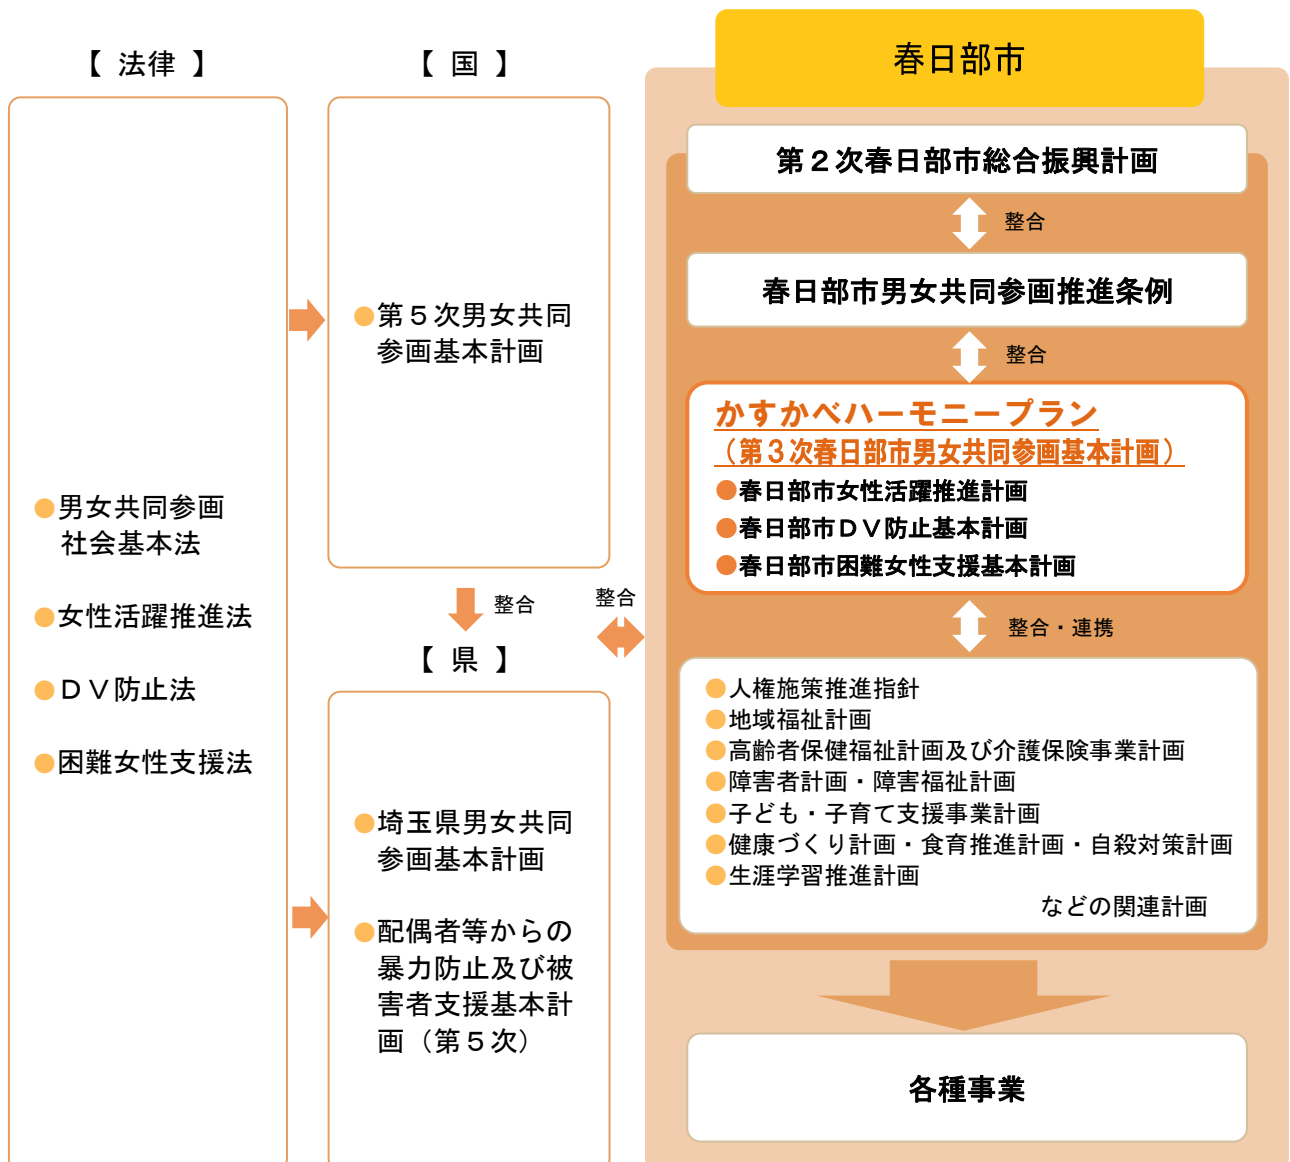 【 法律 】
●男女共同参画
社会基本法
●女性活躍推進法
●ＤＶ防止法
●困難女性支援法
【 国 】
●第５次男女共同
参画基本計画
整合
【 県 】
●埼玉県男女共同
参画基本計画
●配偶者等からの
暴力防止及び被
害者支援基本計
画（第５次）
整合
春日部市
第２次春日部市総合振興計画
整合
春日部市男女共同参画推進条例
整合
かすかべハーモニープラン
（第３次春日部市男女共同参画基本計画）
●春日部市女性活躍推進計画
●春日部市ＤＶ防止基本計画
●春日部市困難女性支援基本計画
整合・連携
●人権施策推進指針
●地域福祉計画
●高齢者保健福祉計画及び介護保険事業計画
●障害者計画・障害福祉計画
●子ども・子育て支援事業計画
●健康づくり計画・食育推進計画・自殺対策計画
●生涯学習推進計画
などの関連計画
各種事業